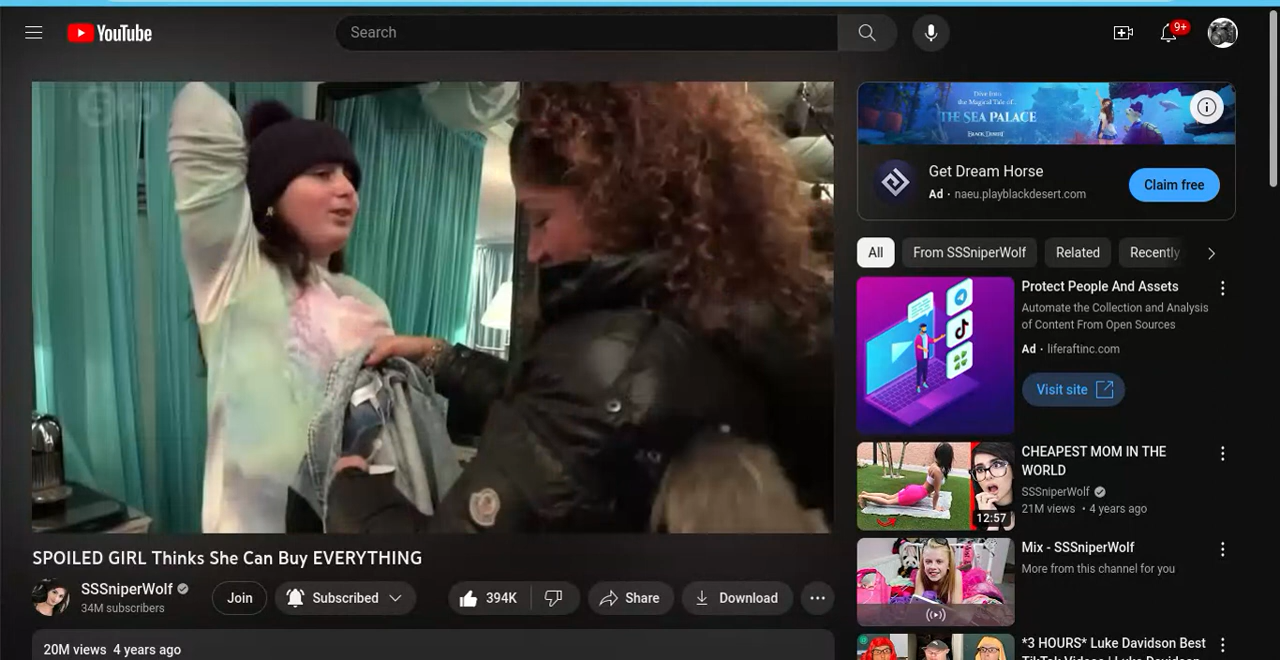 YouTube
Search
9+
Dive into
the Magical Tale of..
THE SEA PALACE
BLACK DESERT
Get Dream Horse
Ad · naeu.playblackdesert.com
Claim free
All
From SSSniperWolf
Related
Recently
Protect People And Assets
Automate the Collection and Analysis
of Content From Open Sources
Ad · liferaftinc.com
Visit site
CHEAPEST MOM IN THE
WORLD
SSSniperWolf
21M views • 4 years ago
12:57
Mix - SSSniperWolf
More from this channel for you
*3 HOURS* Luke Davidson Best
TikTok Videos | Luke Davidson
SPOILED GIRL Thinks She Can Buy EVERYTHING
SSSniperWolf
34M subscribers
Join
Subscribed
394K
Share
Download
20M views 4 years ago